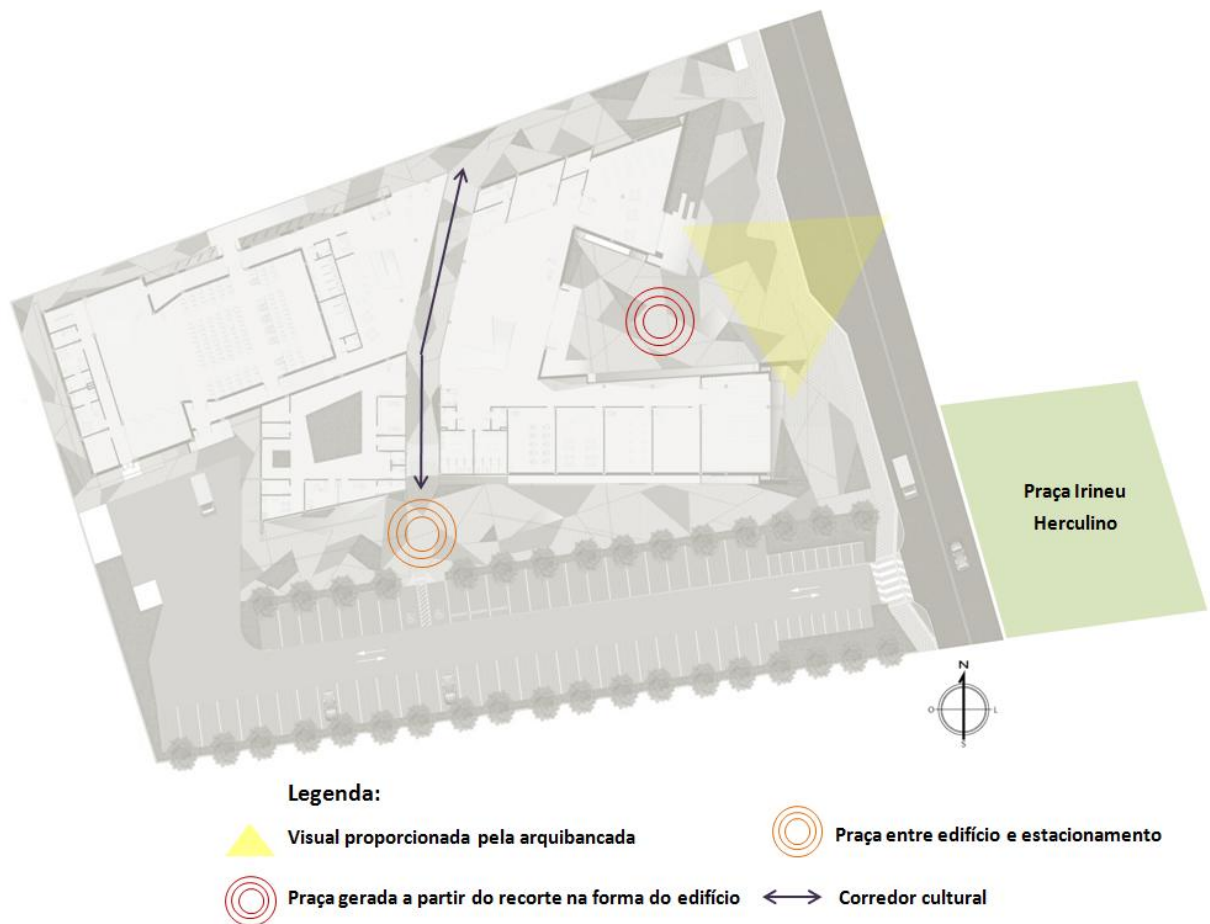 Praça Irineu
Herculino
N
O
L
S
Legenda:
Visual proporcionada pela arquibancada
Praça entre edifício e estacionamento
Praça gerada a partir do recorte na forma do edifício
Corredor cultural